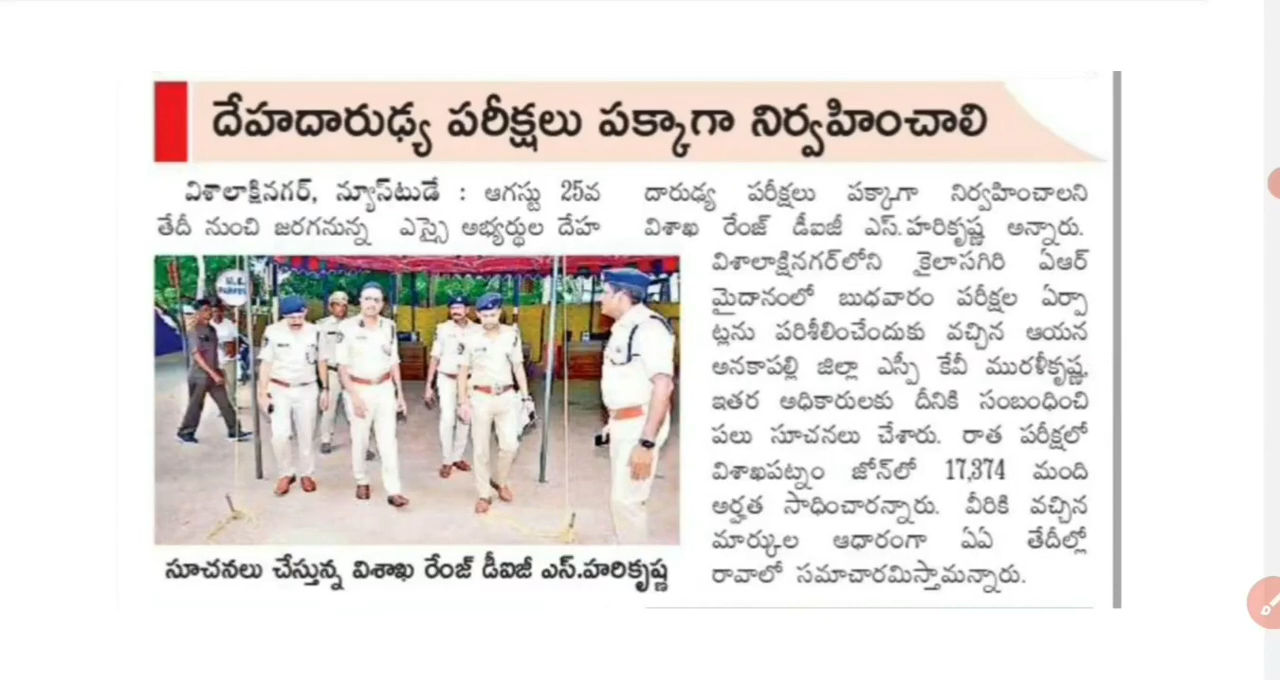 దేహదారుఢ్య పరీక్షలు పక్కాగా నిర్వహించాలి
విశాలాక్షినగర్, న్యూస్‌టుడే : ఆగస్టు 25వ
తేదీ నుంచి జరగనున్న ఎస్సై అభ్యర్థుల దేహ
దారుఢ్య పరీక్షలు పక్కాగా నిర్వహించాలని
విశాఖ రేంజ్ డీఐజీ ఎస్.హరికృష్ణ అన్నారు.
విశాలాక్షినగర్‌లోని కైలాసగిరి ఏఆర్
మైదానంలో బుధవారం పరీక్షల ఏర్పా
ట్లను పరిశీలించేందుకు వచ్చిన ఆయన
అనకాపల్లి జిల్లా ఎస్పీ కేవీ మురళీకృష్ణ,
ఇతర అధికారులకు దీనికి సంబంధించి
పలు సూచనలు చేశారు. రాత పరీక్షలో
విశాఖపట్నం జోన్‌లో 17,374 మంది
అర్హత సాధించారన్నారు. వీరికి వచ్చిన
మార్కుల ఆధారంగా ఏఏ తేదీల్లో
రావాలో సమాచారమిస్తామన్నారు.
సూచనలు చేస్తున్న విశాఖ రేంజ్ డీఐజీ ఎస్.హరికృష్ణ